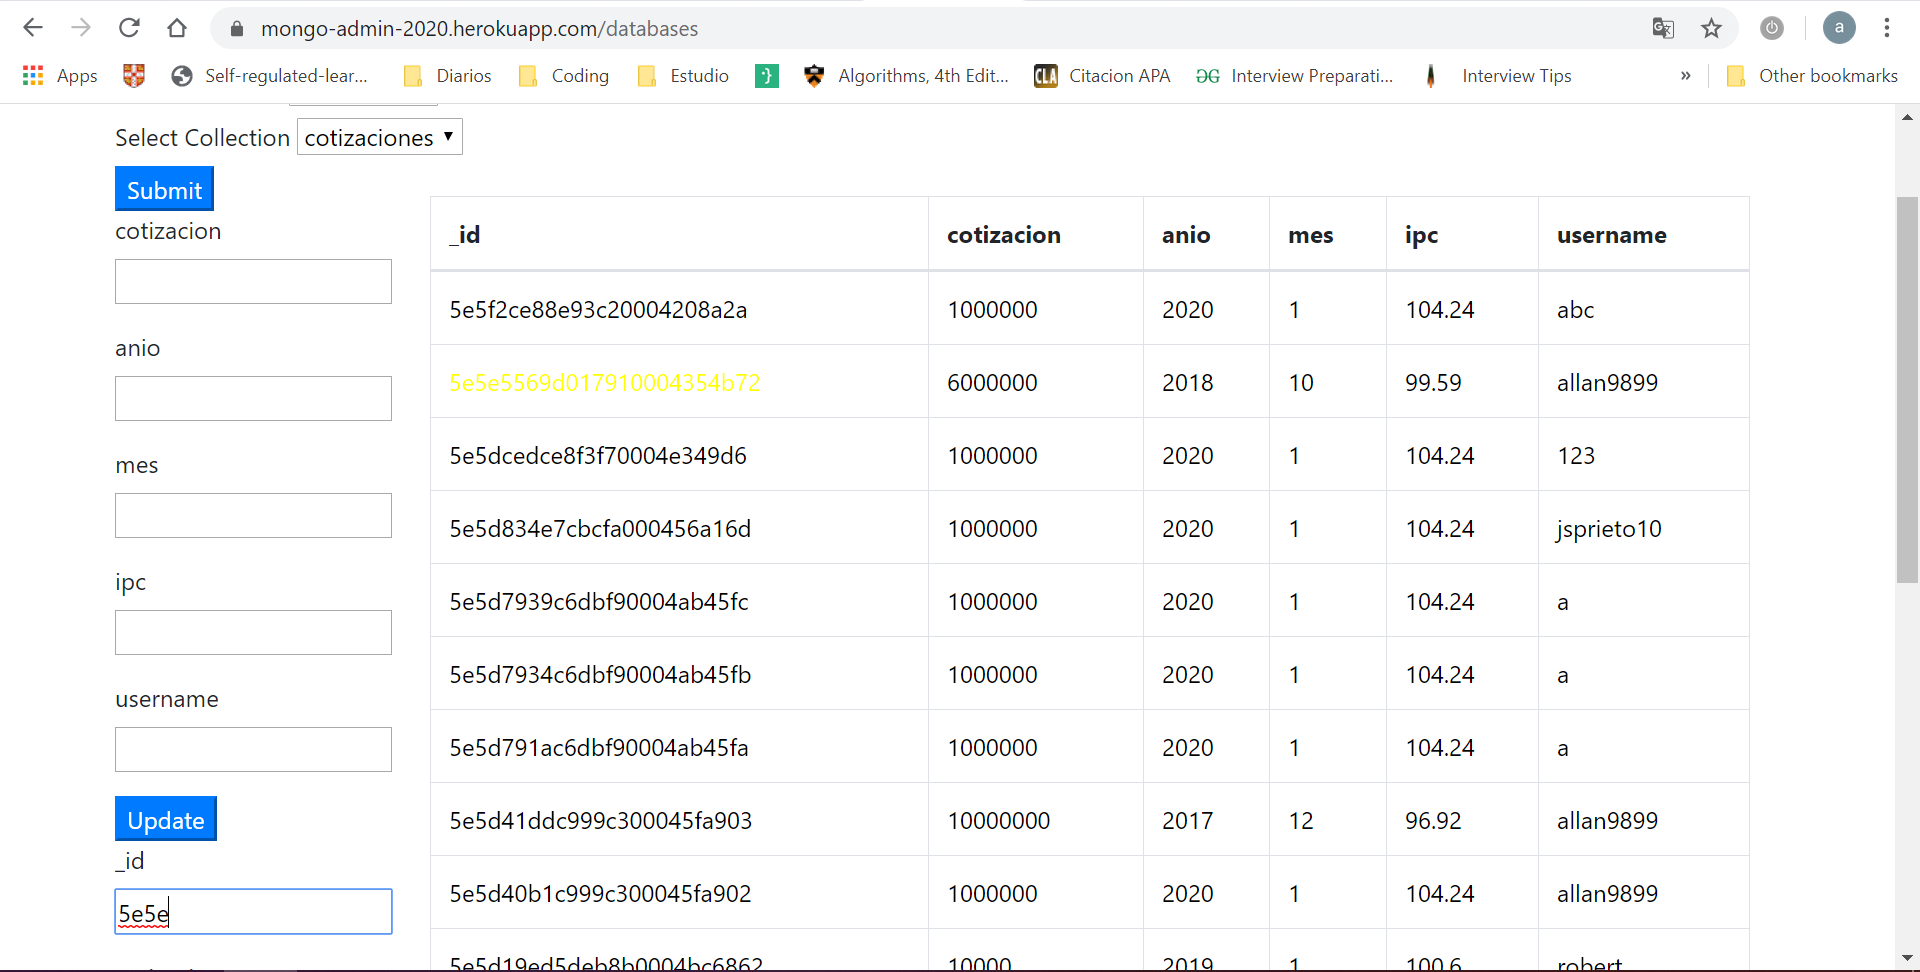 mongo-admin-2020.herokuapp.com/databases
a
Apps
Self-regulated-lear...
Diarios
Coding
Estudio
Algorithms, 4th Edit...
CLA
Citacion APA
Interview Preparati...
Interview Tips
»
Other bookmarks
Select Collection cotizaciones
Submit
cotizacion
anio
mes
ipc
username
Update
_id
5e5e
_id cotizacion anio mes ipc username
5e5f2ce88e93c20004208a2a 1000000 2020 1 104.24 abc
5e5e5569d017910004354b72 6000000 2018 10 99.59 allan9899
5e5dcedce8f3f70004e349d6 1000000 2020 1 104.24 123
5e5d834e7cbcfa000456a16d 1000000 2020 1 104.24 jsprieto10
5e5d7939c6dbf90004ab45fc 1000000 2020 1 104.24 a
5e5d7934c6dbf90004ab45fb 1000000 2020 1 104.24 a
5e5d791ac6dbf90004ab45fa 1000000 2020 1 104.24 a
5e5d41ddc999c300045fa903 10000000 2017 12 96.92 allan9899
5e5d40b1c999c300045fa902 1000000 2020 1 104.24 allan9899
5e5d19ed5deb8b0004bc6862 10000 2019 1 100.6 robert